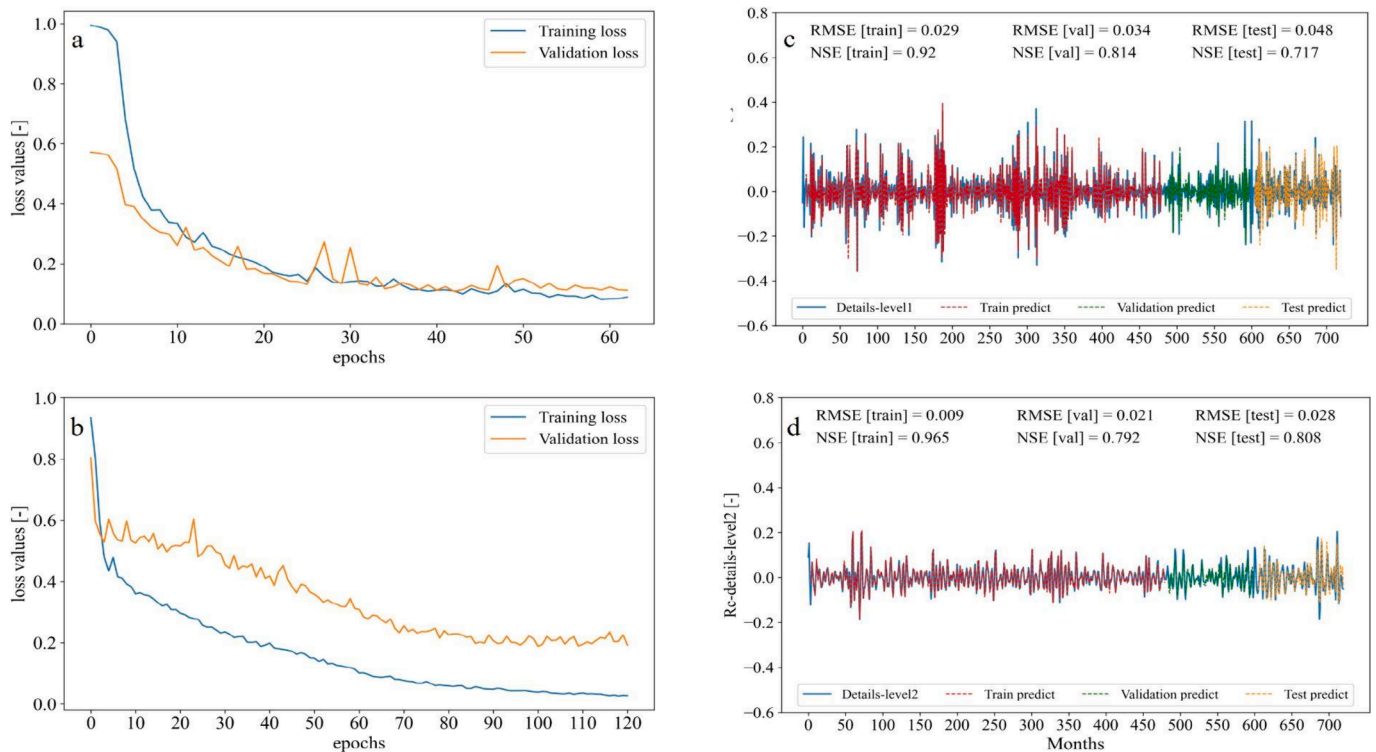 a
Training loss
Validation loss
loss values [-]
1.0
0.8
0.6
0.4
0.2
0.0
0 10 20 30 40 50 60
epochs
c
RMSE [train] = 0.029 RMSE [val] = 0.034 RMSE [test] = 0.048
NSE [train] = 0.92 NSE [val] = 0.814 NSE [test] = 0.717
0.8
0.6
0.4
0.2
0.0
−0.2
−0.4
−0.6
Details-level1 Train predict Validation predict Test predict
0 50 100 150 200 250 300 350 400 450 500 550 600 650 700
b
Training loss
Validation loss
loss values [-]
1.0
0.8
0.6
0.4
0.2
0.0
0 10 20 30 40 50 60 70 80 90 100 110 120
epochs
d
RMSE [train] = 0.009 RMSE [val] = 0.021 RMSE [test] = 0.028
NSE [train] = 0.965 NSE [val] = 0.792 NSE [test] = 0.808
Rc-details-level2 [-]
0.8
0.6
0.4
0.2
0.0
−0.2
−0.4
−0.6
Details-level2 Train predict Validation predict Test predict
0 50 100 150 200 250 300 350 400 450 500 550 600 650 700
Months